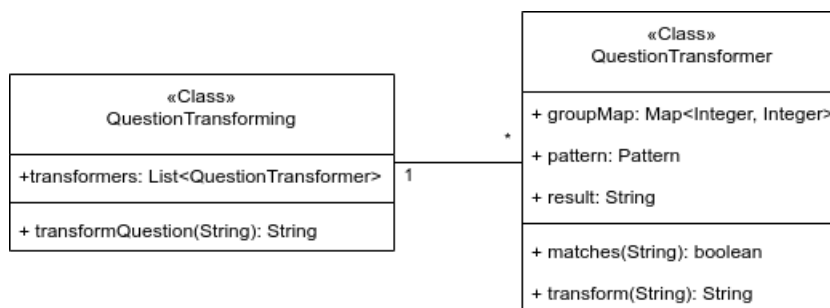 «Class»
QuestionTransforming
+transformers: List<QuestionTransformer>
+ transformQuestion(String): String
1
*
«Class»
QuestionTransformer
+ groupMap: Map<Integer, Integer>
+ pattern: Pattern
+ result: String
+ matches(String): boolean
+ transform(String): String